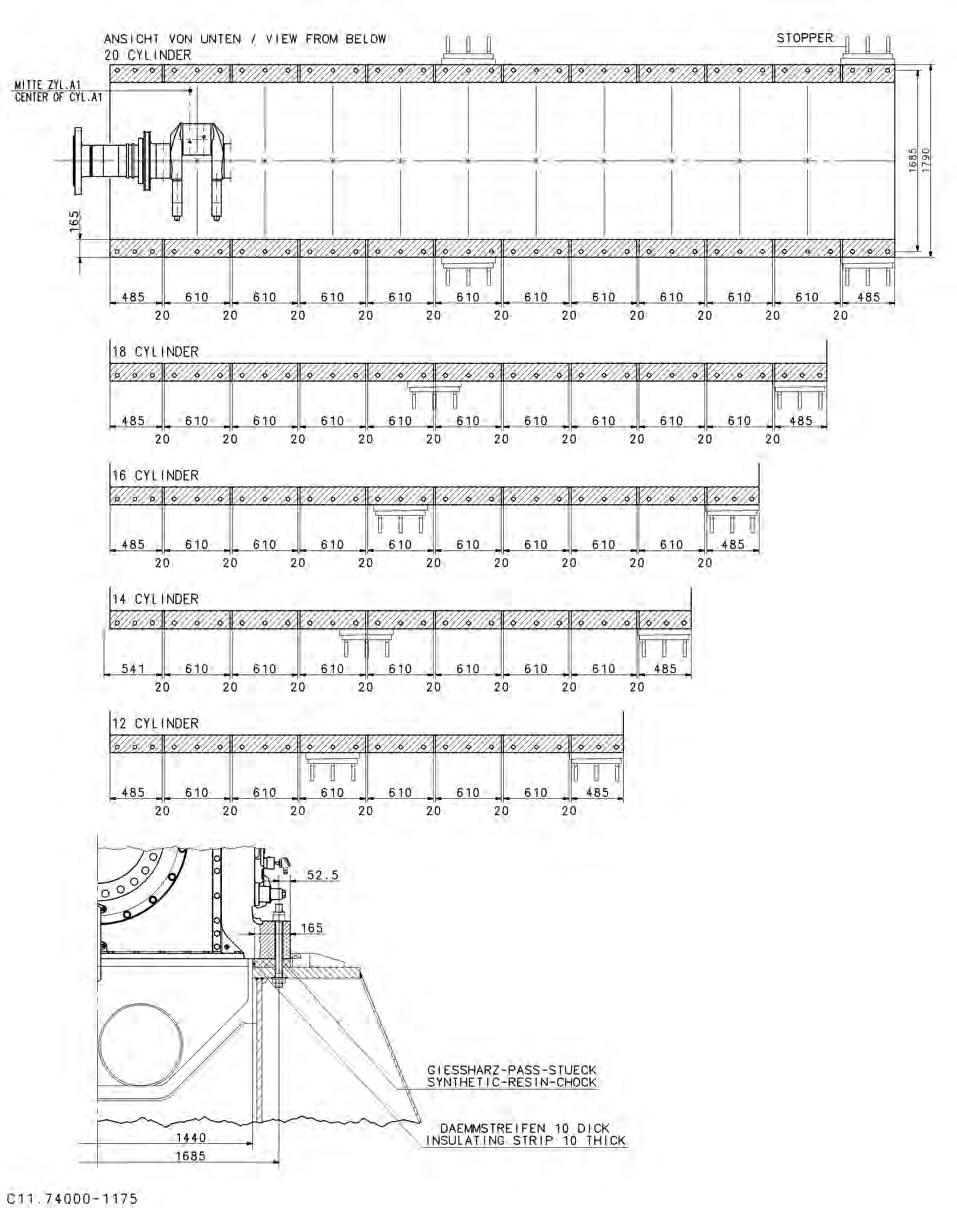 ANSICHT VON UNTEN / VIEW FROM BELOW
20 CYLINDER
STOPPER
MITTE ZYL.A1
CENTER OF CYL.A1
1685
1790
165
485 610 610 610 610 610 610 610 610 610 610 485
20 20 20 20 20 20 20 20 20 20 20
18 CYLINDER
485 610 610 610 610 610 610 610 610 610 485
20 20 20 20 20 20 20 20 20 20
16 CYLINDER
485 610 610 610 610 610 610 610 610 485
20 20 20 20 20 20 20 20 20
14 CYLINDER
541 610 610 610 610 610 610 610 485
20 20 20 20 20 20 20 20
12 CYLINDER
485 610 610 610 610 610 610 485
20 20 20 20 20 20 20
52.5
165
GIESSHARZ-PASS-STUECK
SYNTHETIC-RESIN-CHOCK
DAEMMSTREIFEN 10 DICK
INSULATING STRIP 10 THICK
1440
1685
C11.74000-1175